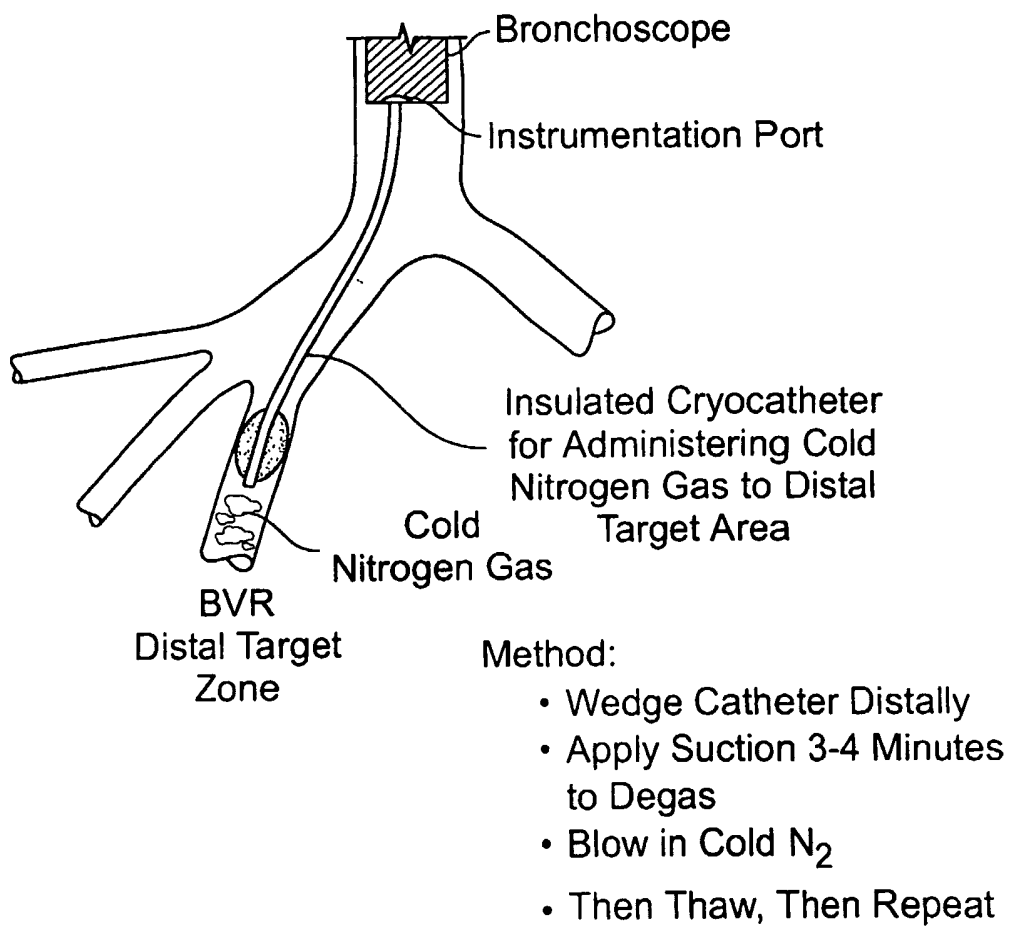 Bronchoscope
Instrumentation Port
Insulated Cryocatheter
for Administering Cold
Nitrogen Gas to Distal
Target Area
Cold
Nitrogen Gas
BVR
Distal Target
Zone
Method:
• Wedge Catheter Distally
• Apply Suction 3-4 Minutes
to Degas
• Blow in Cold N₂
• Then Thaw, Then Repeat